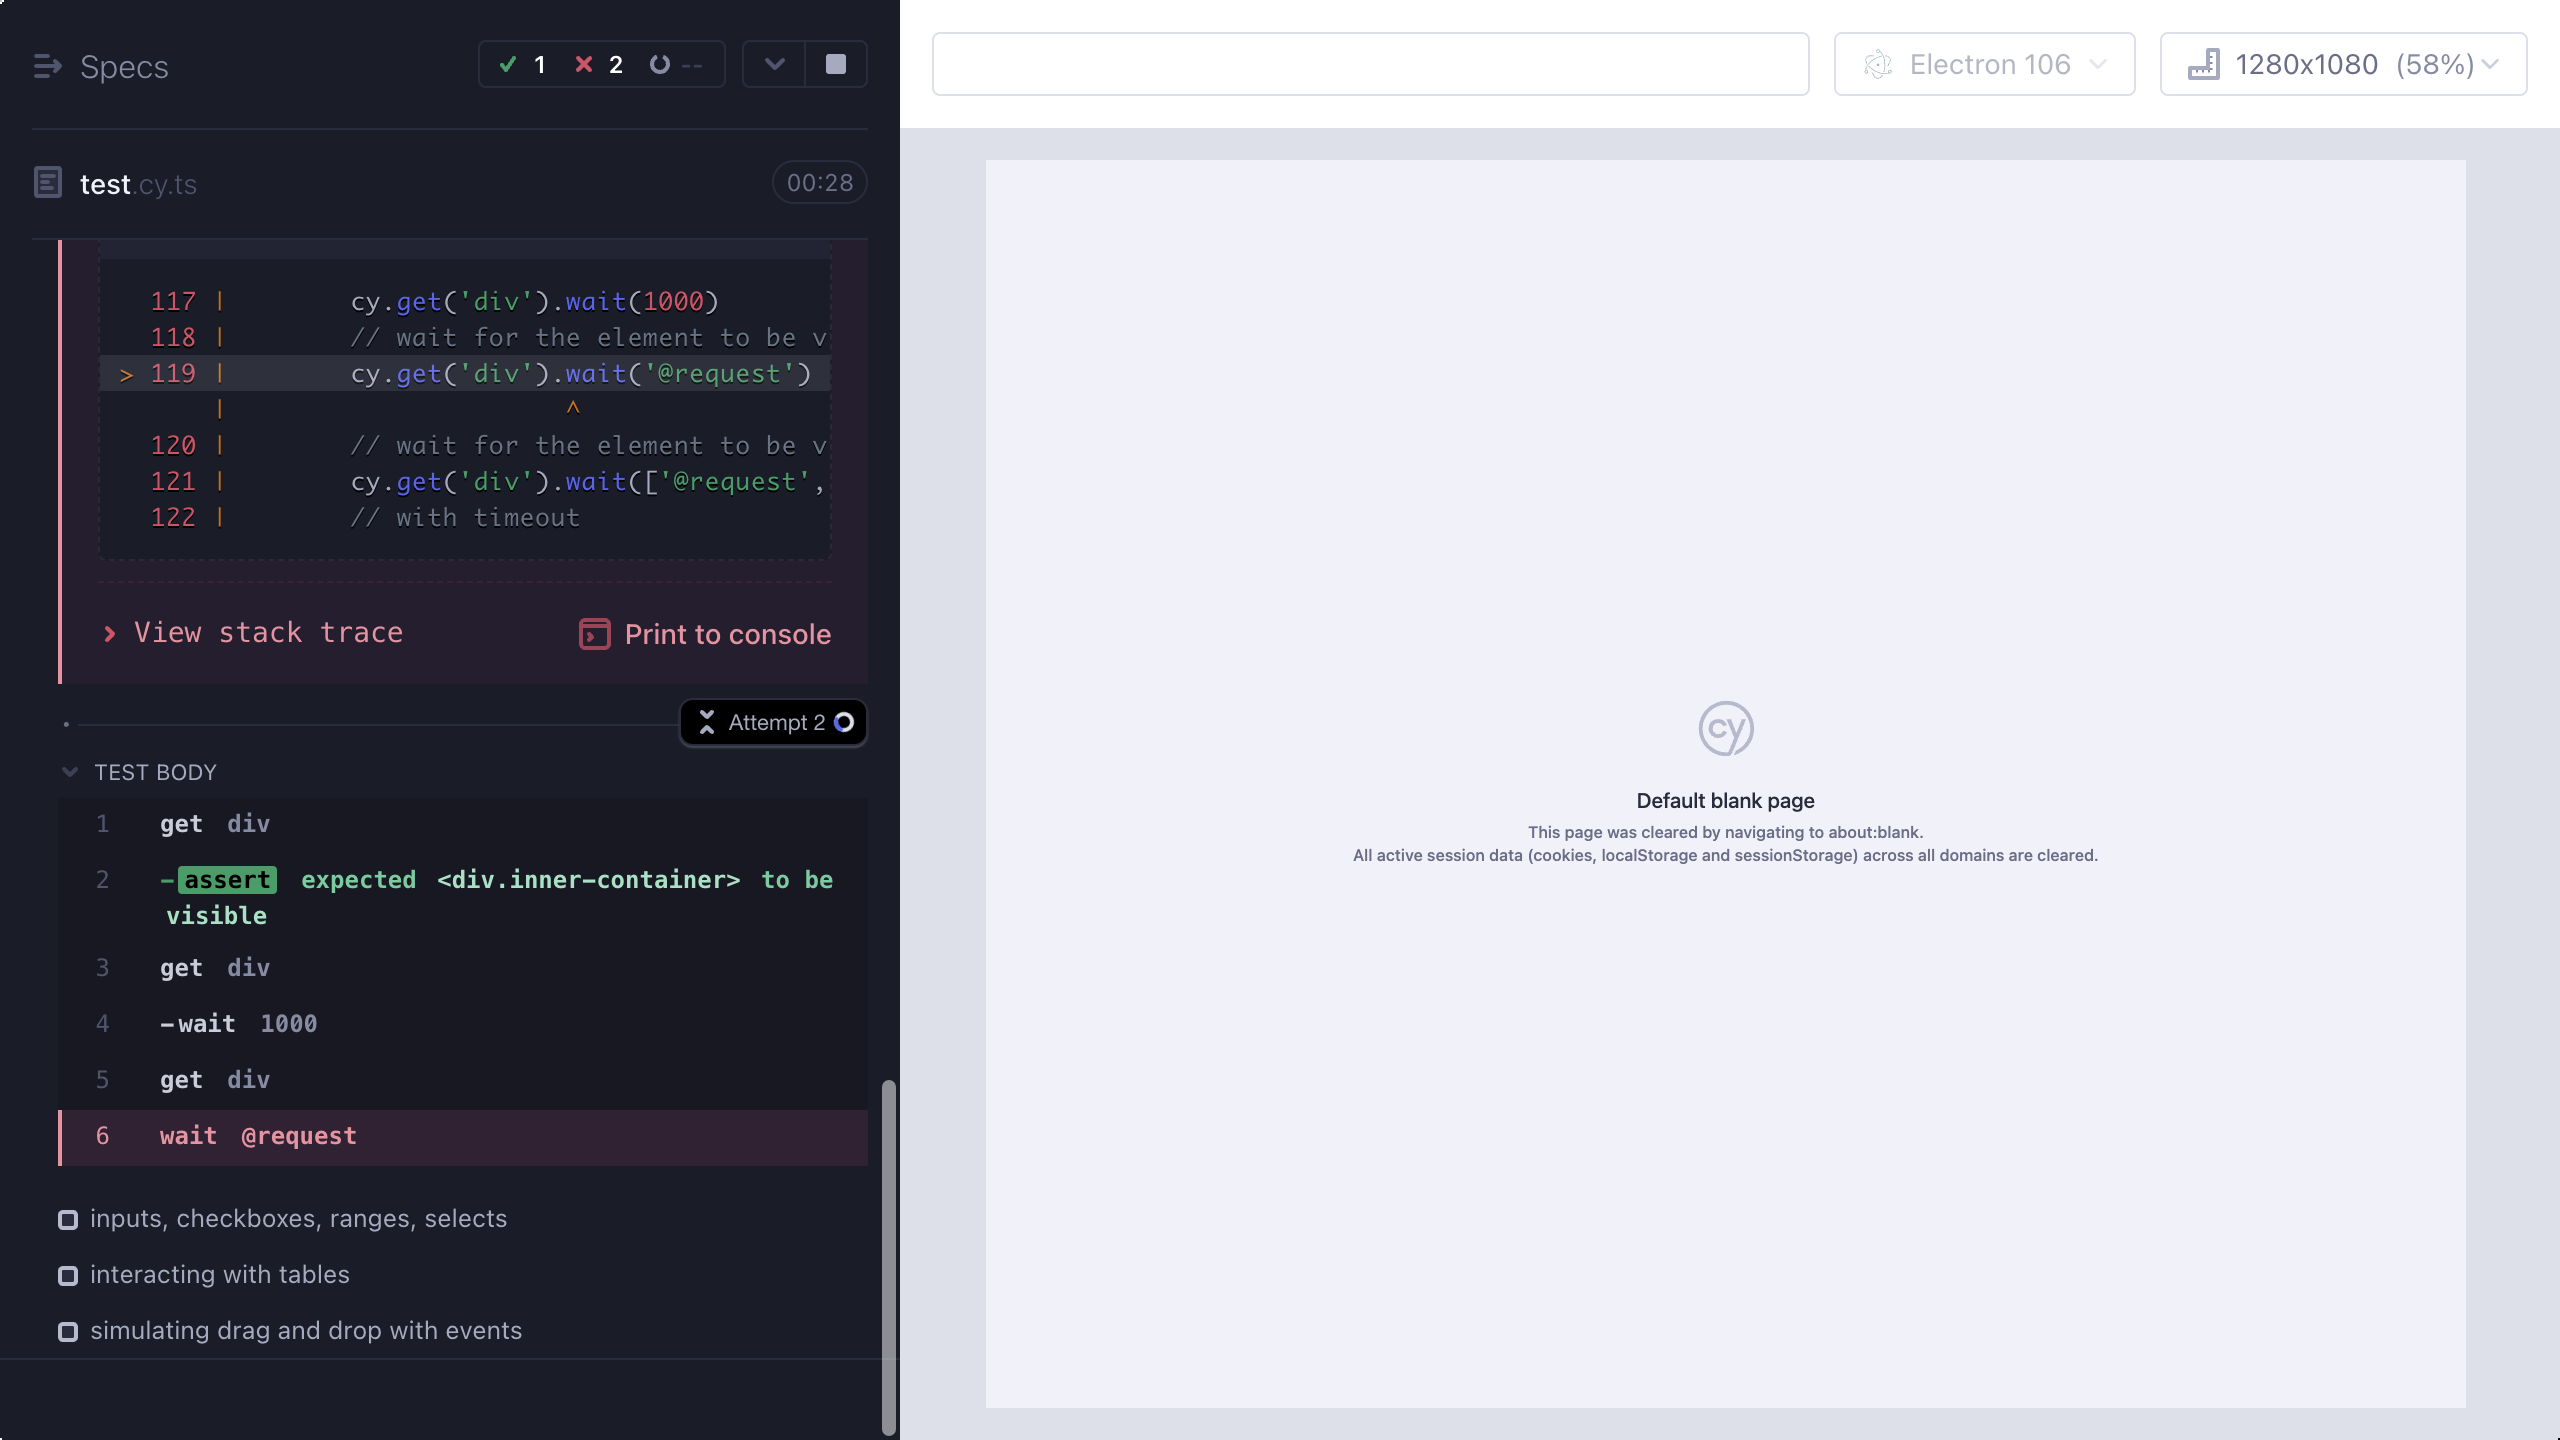 Specs
1
2
--
test.cy.ts
00:28
117 | cy.get('div').wait(1000)
118 | // wait for the element to be v
> 119 | cy.get('div').wait('@request')
| ^
120 | // wait for the element to be v
121 | cy.get('div').wait(['@request',
122 | // with timeout
View stack trace
Print to console
Attempt 2
TEST BODY
1 get div
2 -assert expected <div.inner-container> to be
visible
3 get div
4 -wait 1000
5 get div
6 wait @request
inputs, checkboxes, ranges, selects
interacting with tables
simulating drag and drop with events
Electron 106
1280x1080 (58%)
cy
Default blank page
This page was cleared by navigating to about:blank.
All active session data (cookies, localStorage and sessionStorage) across all domains are cleared.